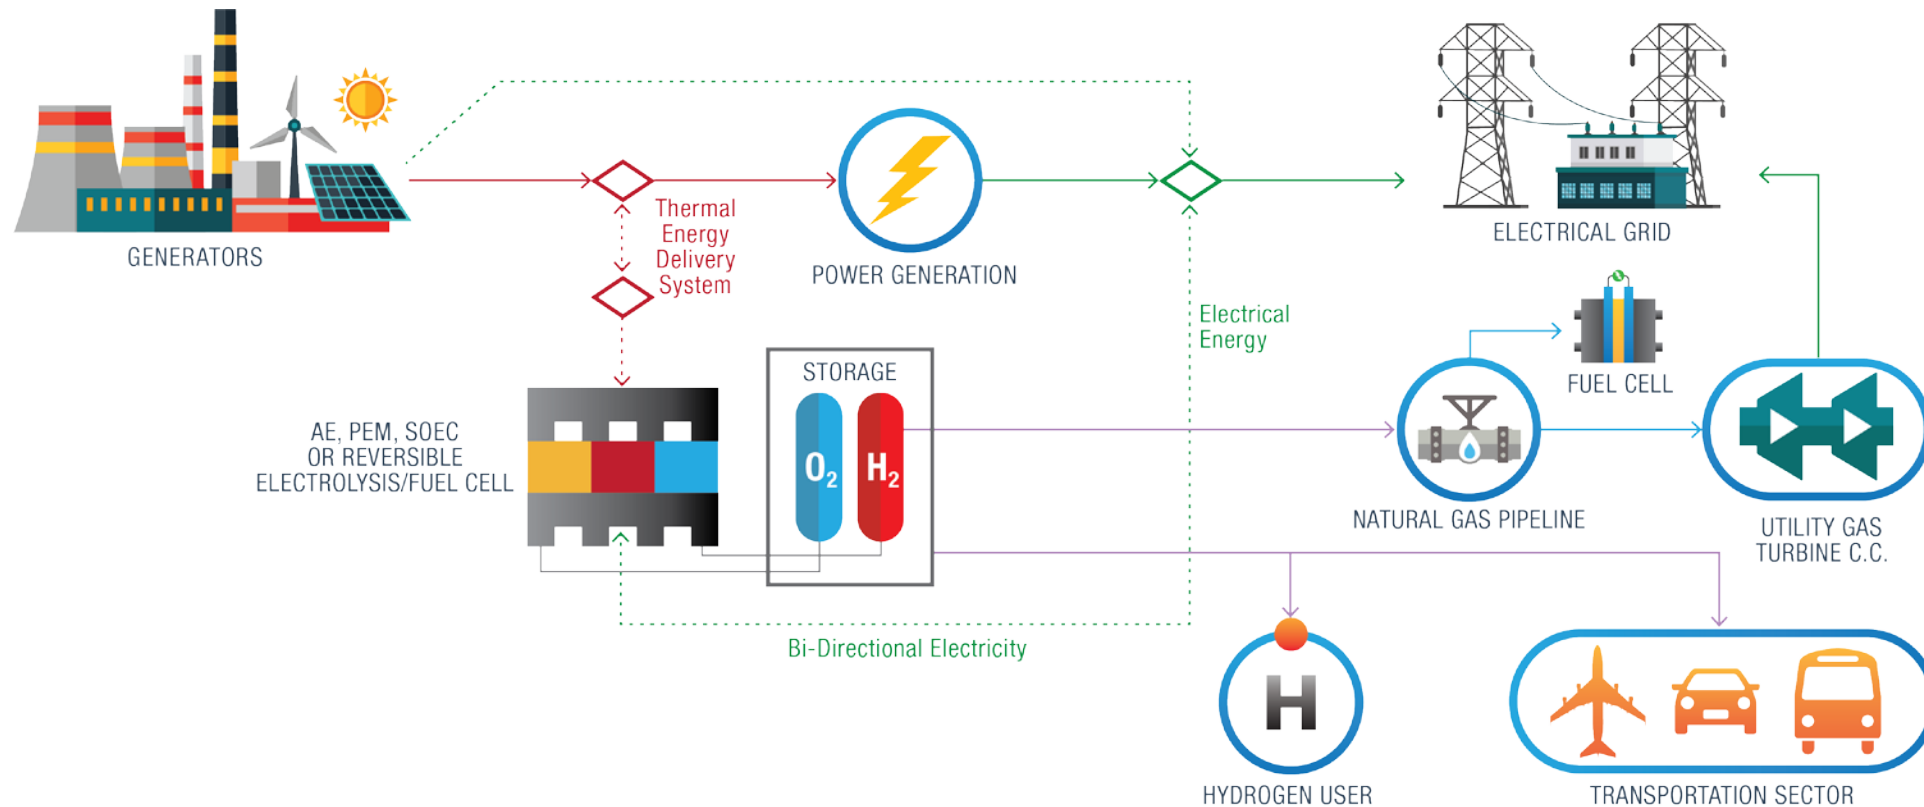 GENERATORS
Thermal
Energy
Delivery
System
POWER GENERATION
ELECTRICAL GRID
Electrical
Energy
FUEL CELL
STORAGE
O2
H2
AE, PEM, SOEC
OR REVERSIBLE
ELECTROLYSIS/FUEL CELL
NATURAL GAS PIPELINE
UTILITY GAS
TURBINE C.C.
Bi-Directional Electricity
H
HYDROGEN USER
TRANSPORTATION SECTOR